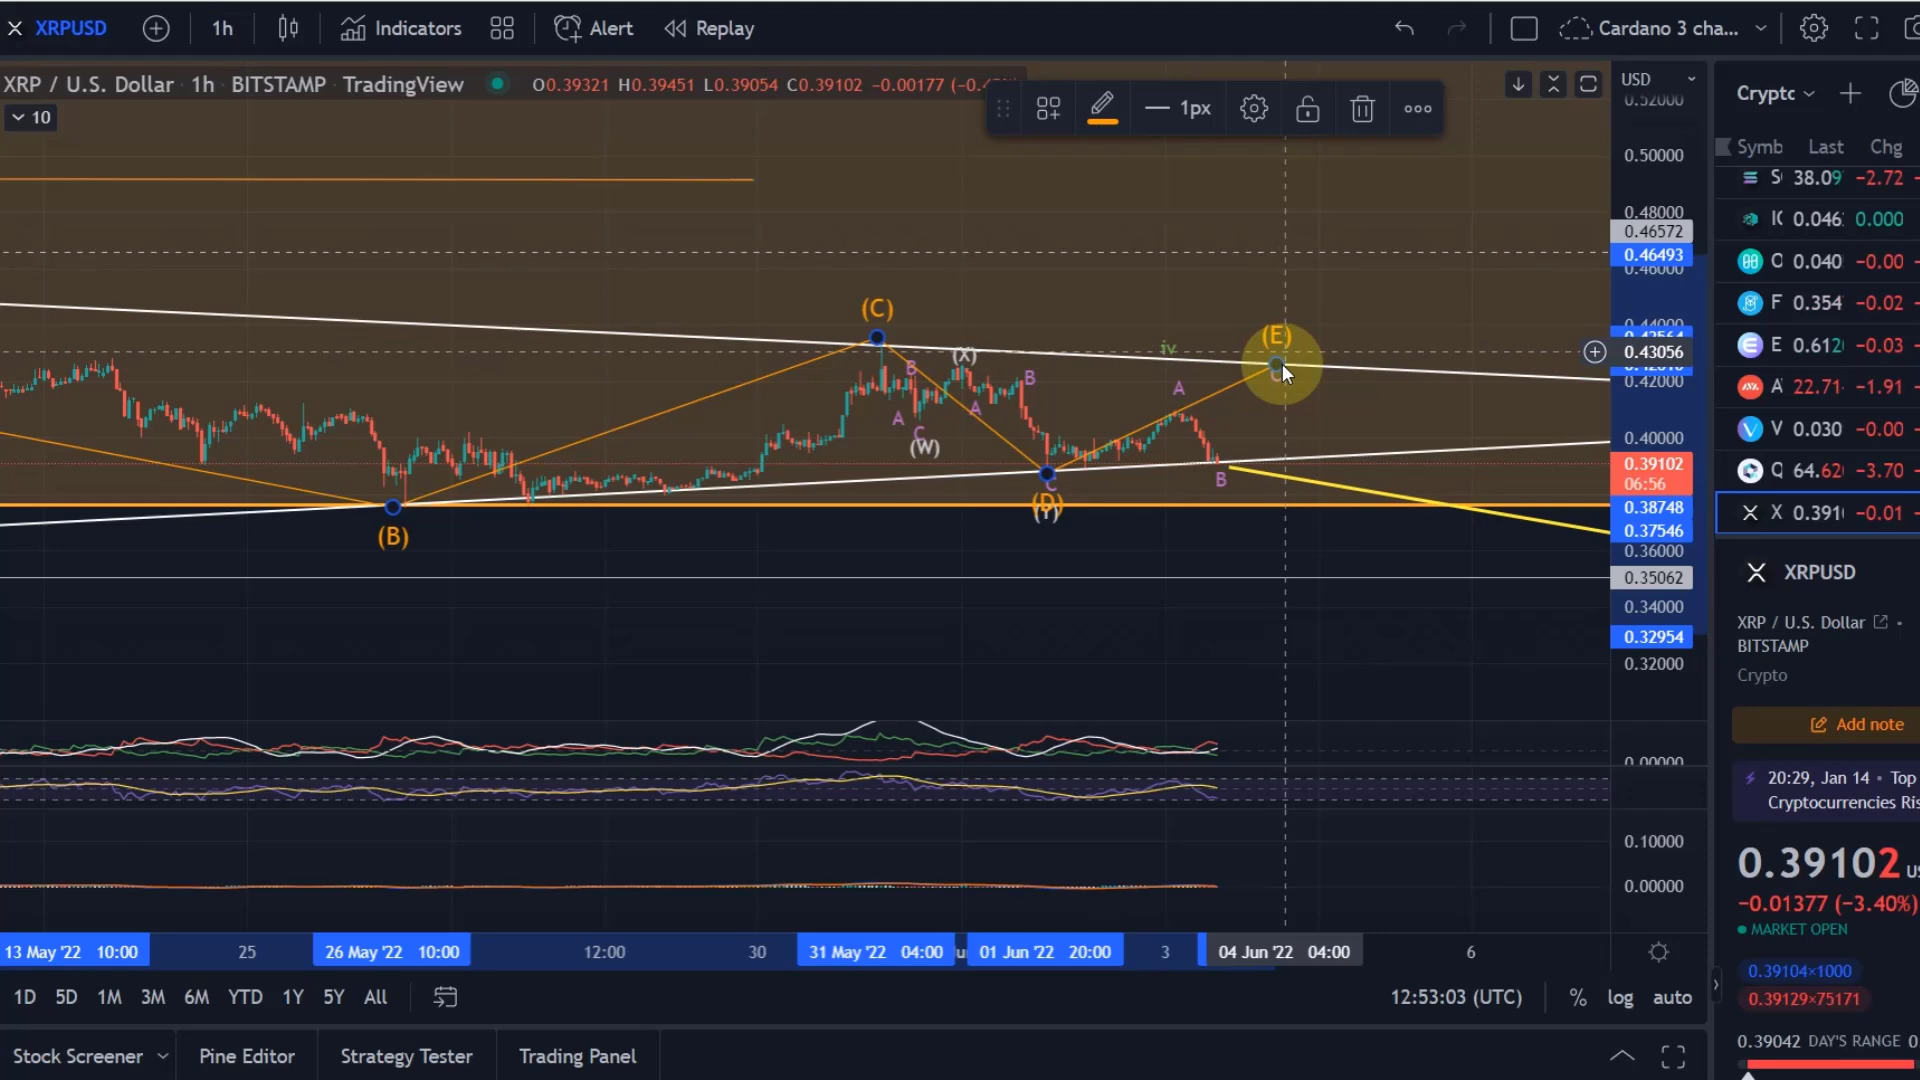 XRPUSD 1h Indicators Alert Replay Cardano 3 cha...
XRP / U.S. Dollar 1h BITSTAMP TradingView O0.39321 H0.39451 L0.39054 C0.39102 −0.00177
10
1px
USD
0.52000
0.50000
0.48000
0.46572
0.46493
0.46000
0.44000
0.43056
0.42000
0.40000
0.39102
06:56
0.38748
0.37546
0.36000
0.35062
0.34000
0.32954
0.32000
0.00000
0.10000
0.00000
(C)
(E)
iv
(X)
B
B
A
A
A
C
(W)
B
C
(D)
(Y)
(B)
13 May '22 10:00 25 26 May '22 10:00 12:00 30 31 May '22 04:00 01 Jun '22 20:00 3 04 Jun '22 04:00 6
1D 5D 1M 3M 6M YTD 1Y 5Y All 12:53:03 (UTC) % log auto
Stock Screener Pine Editor Strategy Tester Trading Panel
Symb Last Chg
38.09 −2.72
0.046 0.000
0.040 −0.00
F 0.354 −0.02
E 0.612 −0.03
A 22.71 −1.91
V 0.030 −0.00
Q 64.62 −3.70
X 0.391 −0.01
XRPUSD
XRP / U.S. Dollar
BITSTAMP
Crypto
Add note
20:29, Jan 14 • Top
Cryptocurrencies Ris
0.39102
−0.01377 (−3.40%)
MARKET OPEN
0.39104×1000
0.39129×75171
0.39042 DAY'S RANGE